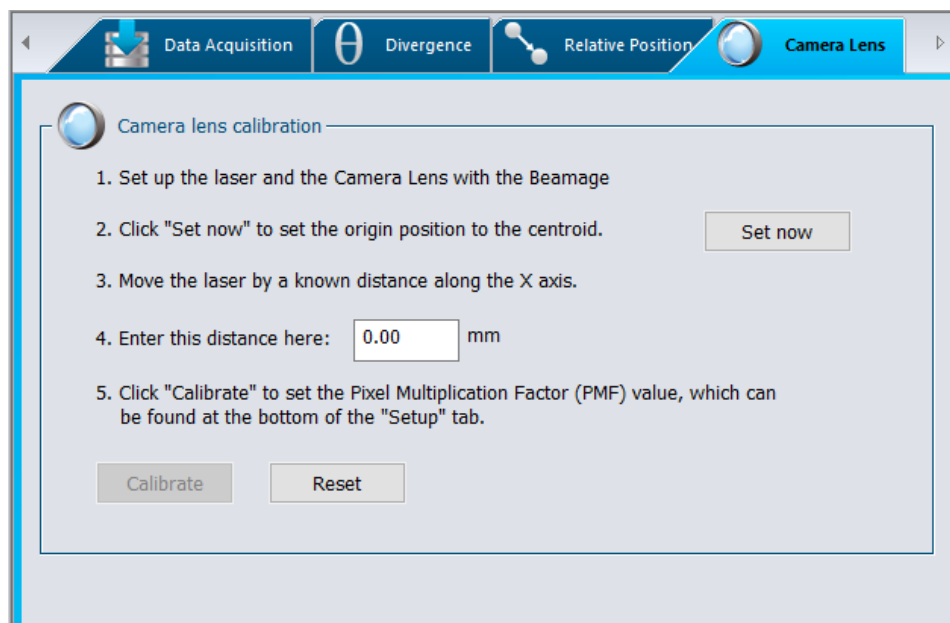 Data Acquisition
θ Divergence
Relative Position
Camera Lens
Camera lens calibration
1. Set up the laser and the Camera Lens with the Beamage
2. Click "Set now" to set the origin position to the centroid.
Set now
3. Move the laser by a known distance along the X axis.
4. Enter this distance here: 0.00 mm
5. Click "Calibrate" to set the Pixel Multiplication Factor (PMF) value, which can
be found at the bottom of the "Setup" tab.
Calibrate
Reset